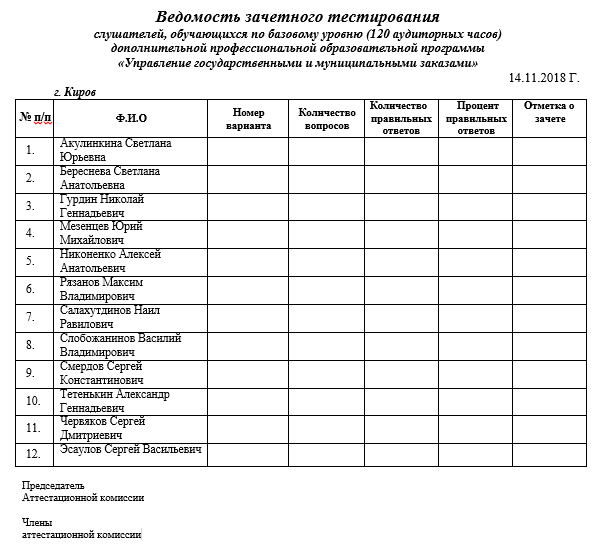 Ведомость зачетного тестирования
слушателей, обучающихся по базовому уровню (120 аудиторных часов)
дополнительной профессиональной образовательной программы
«Управление государственными и муниципальными заказами»
14.11.2018 Г.
г. Киров
№ п/п Ф.И.О Номер варианта Количество вопросов Количество правильных ответов Процент правильных ответов Отметка о зачете
1. Акулинкина Светлана
Юрьевна
2. Береснева Светлана
Анатольевна
3. Гурдин Николай
Геннадьевич
4. Мезенцев Юрий
Михайлович
5. Никоненко Алексей
Анатольевич
6. Рязанов Максим
Владимирович
7. Салахутдинов Наил
Равилович
8. Слобожанинов Василий
Владимирович
9. Смердов Сергей
Константинович
10. Тетенькин Александр
Геннадьевич
11. Червяков Сергей
Дмитриевич
12. Эсаулов Сергей Васильевич
Председатель
Аттестационной комиссии
Члены
аттестационной комиссии